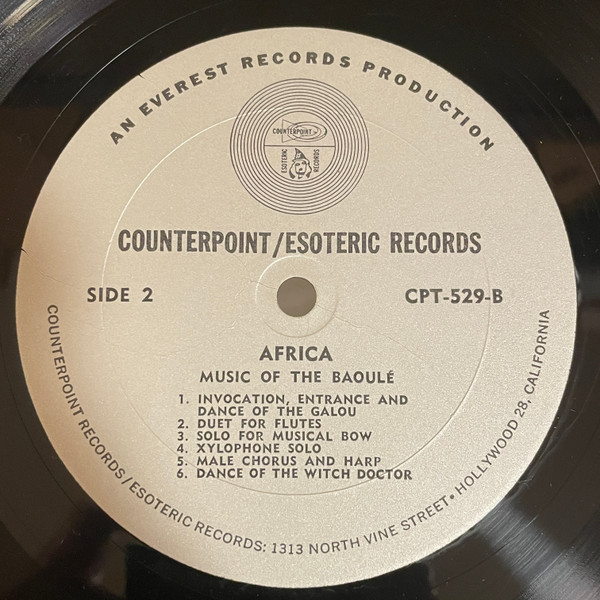 AN EVEREST RECORDS PRODUCTION
COUNTERPOINT
ESOTERIC RECORDS
COUNTERPOINT/ESOTERIC RECORDS
SIDE 2
CPT-529-B
AFRICA
MUSIC OF THE BAOULÉ
1. INVOCATION, ENTRANCE AND
DANCE OF THE GALOU
2. DUET FOR FLUTES
3. SOLO FOR MUSICAL BOW
4. XYLOPHONE SOLO
5. MALE CHORUS AND HARP
6. DANCE OF THE WITCH DOCTOR
COUNTERPOINT RECORDS/ESOTERIC RECORDS: 1313 NORTH VINE STREET• HOLLYWOOD 28, CALIFORNIA